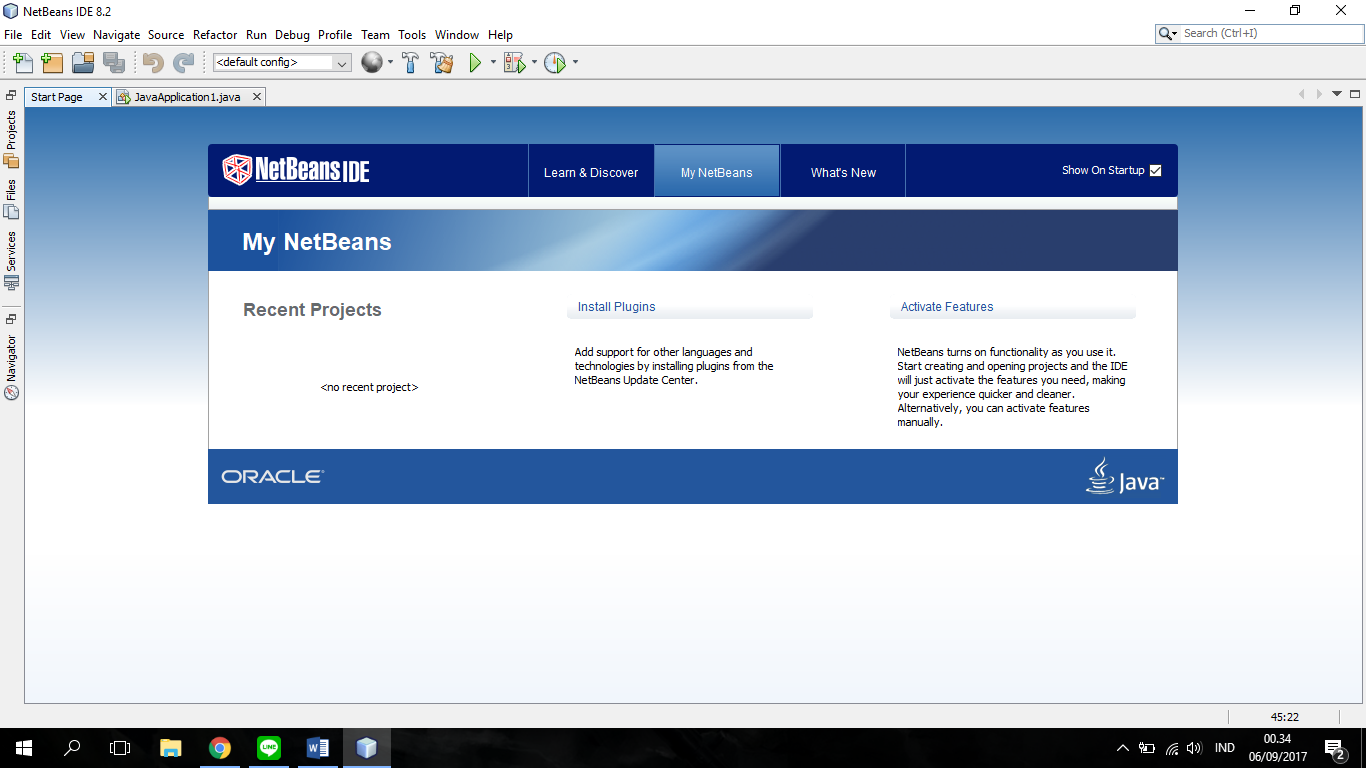 NetBeans IDE 8.2
File Edit View Navigate Source Refactor Run Debug Profile Team Tools Window Help
Search (Ctrl+I)
<default config>
Start Page
JavaApplication1.java
Projects
Files
Services
Navigator
NetBeans IDE
Learn & Discover
My NetBeans
What's New
Show On Startup
My NetBeans
Recent Projects
<no recent project>
Install Plugins
Add support for other languages and
technologies by installing plugins from the
NetBeans Update Center.
Activate Features
NetBeans turns on functionality as you use it.
Start creating and opening projects and the IDE
will just activate the features you need, making
your experience quicker and cleaner.
Alternatively, you can activate features
manually.
ORACLE
Java™
45:22
LINE
W
IND
00.34
06/09/2017
2